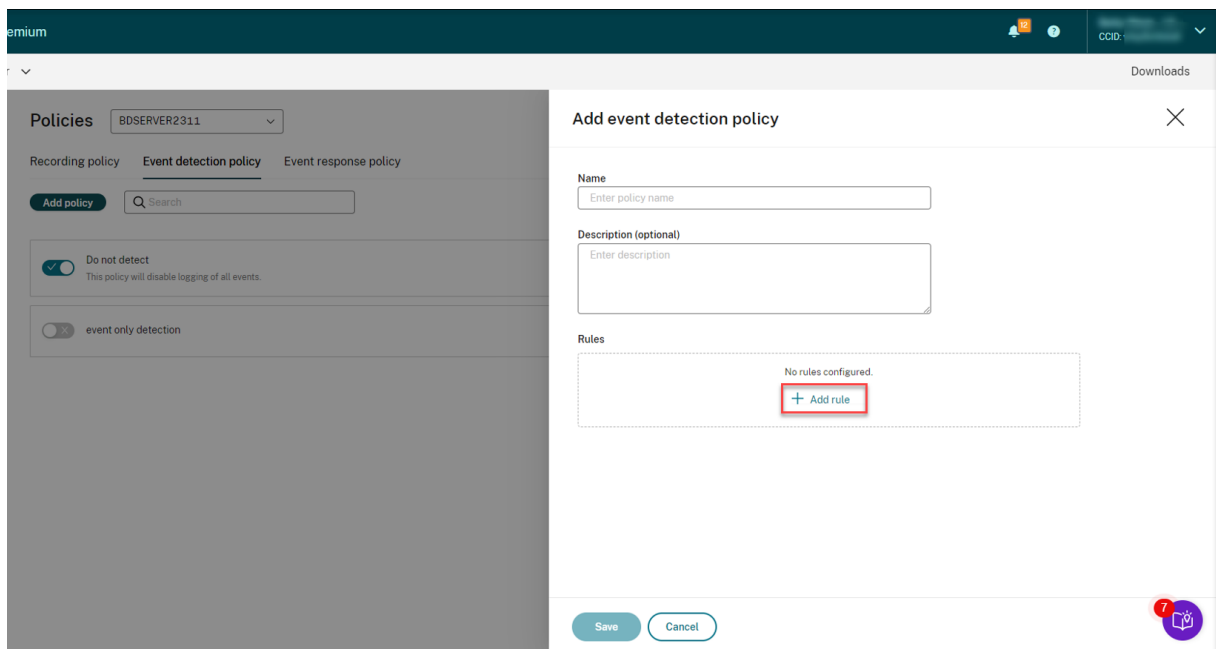 emium
12
?
CCID:
r
Downloads
Policies
BDSERVER2311
Recording policy
Event detection policy
Event response policy
Add policy
Search
Do not detect
This policy will disable logging of all events.
event only detection
Add event detection policy
Name
Enter policy name
Description (optional)
Enter description
Rules
No rules configured.
+ Add rule
Save
Cancel
7